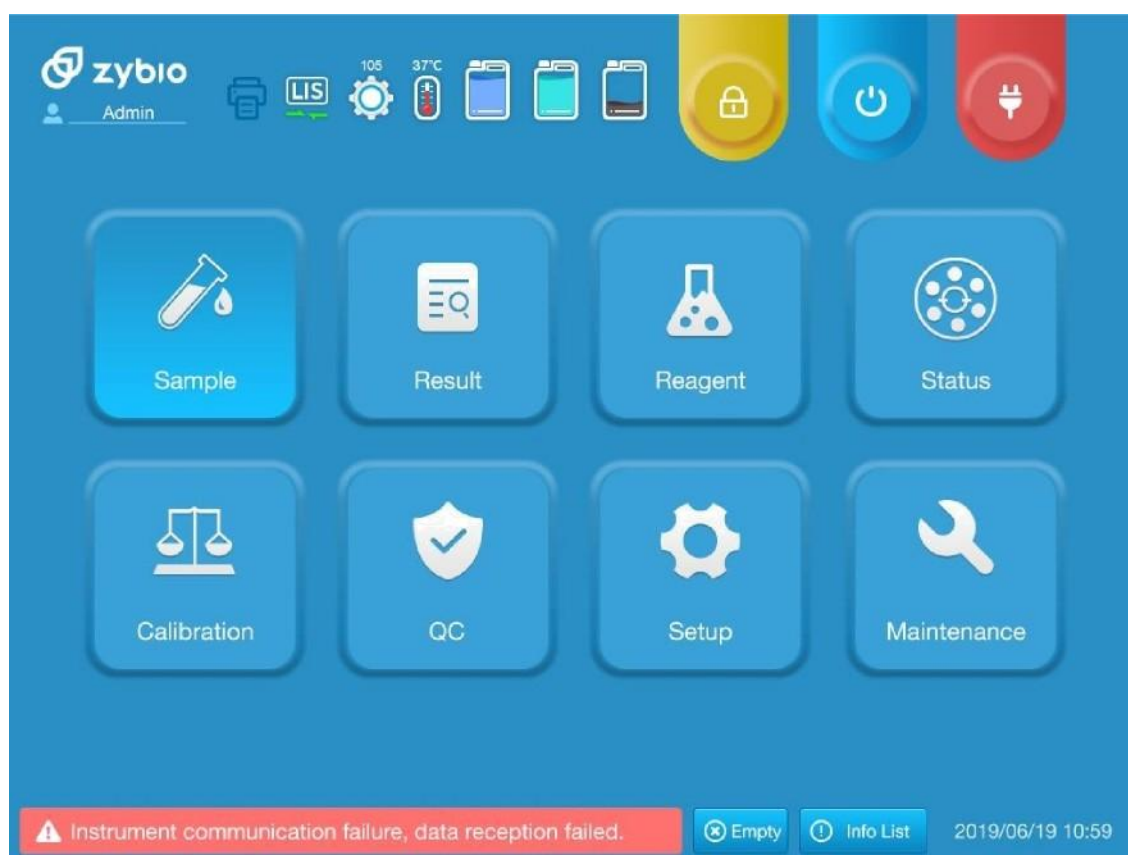 zybio
Admin
LIS
105
37℃
Sample
Result
Reagent
Status
Calibration
QC
Setup
Maintenance
Instrument communication failure, data reception failed.
Empty
Info List
2019/06/19 10:59